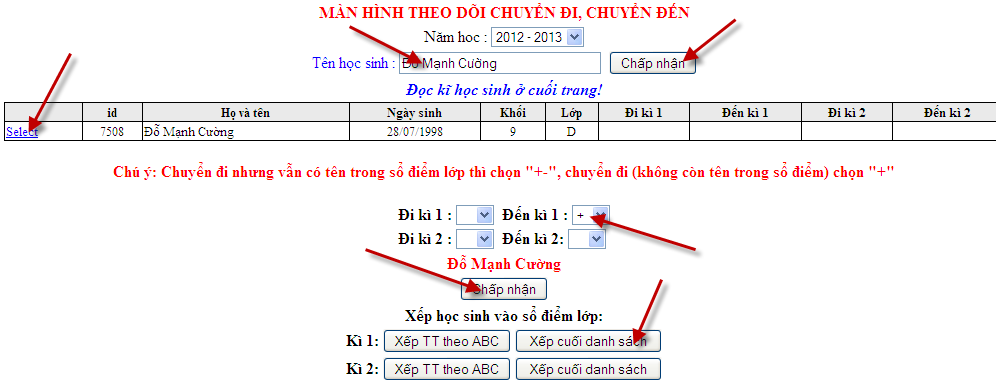 MÀN HÌNH THEO DÕI CHUYỂN ĐI, CHUYỂN ĐẾN
Năm hoc : 2012 - 2013
Tên học sinh : Đỗ Mạnh Cường Chấp nhận
Đọc kĩ học sinh ở cuối trang!
id Họ và tên Ngày sinh Khối Lớp Đi kì 1 Đến kì 1 Đi kì 2 Đến kì 2
Select 7508 Đỗ Mạnh Cường 28/07/1998 9 D
Chú ý: Chuyển đi nhưng vẫn có tên trong sổ điểm lớp thì chọn "+-", chuyển đi (không còn tên trong sổ điểm) chọn "+"
Đi kì 1 : Đến kì 1 : +
Đi kì 2 : Đến kì 2:
Đỗ Mạnh Cường
Chấp nhận
Xếp học sinh vào sổ điểm lớp:
Kì 1: Xếp TT theo ABC Xếp cuối danh sách
Kì 2: Xếp TT theo ABC Xếp cuối danh sách